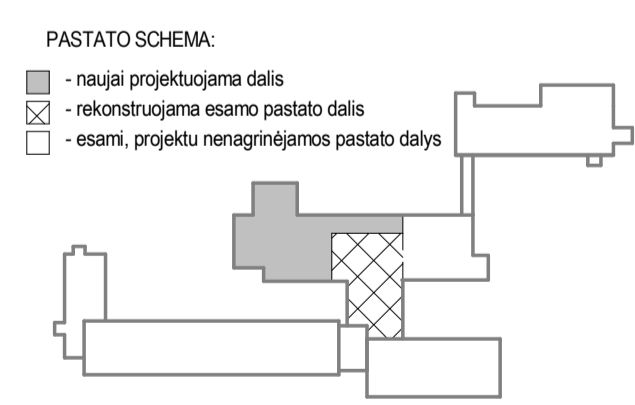 PASTATO SCHEMA:
- naujai projektuojama dalis
- rekonstruojama esamo pastato dalis
- esami, projektu nenagrinėjamos pastato dalys